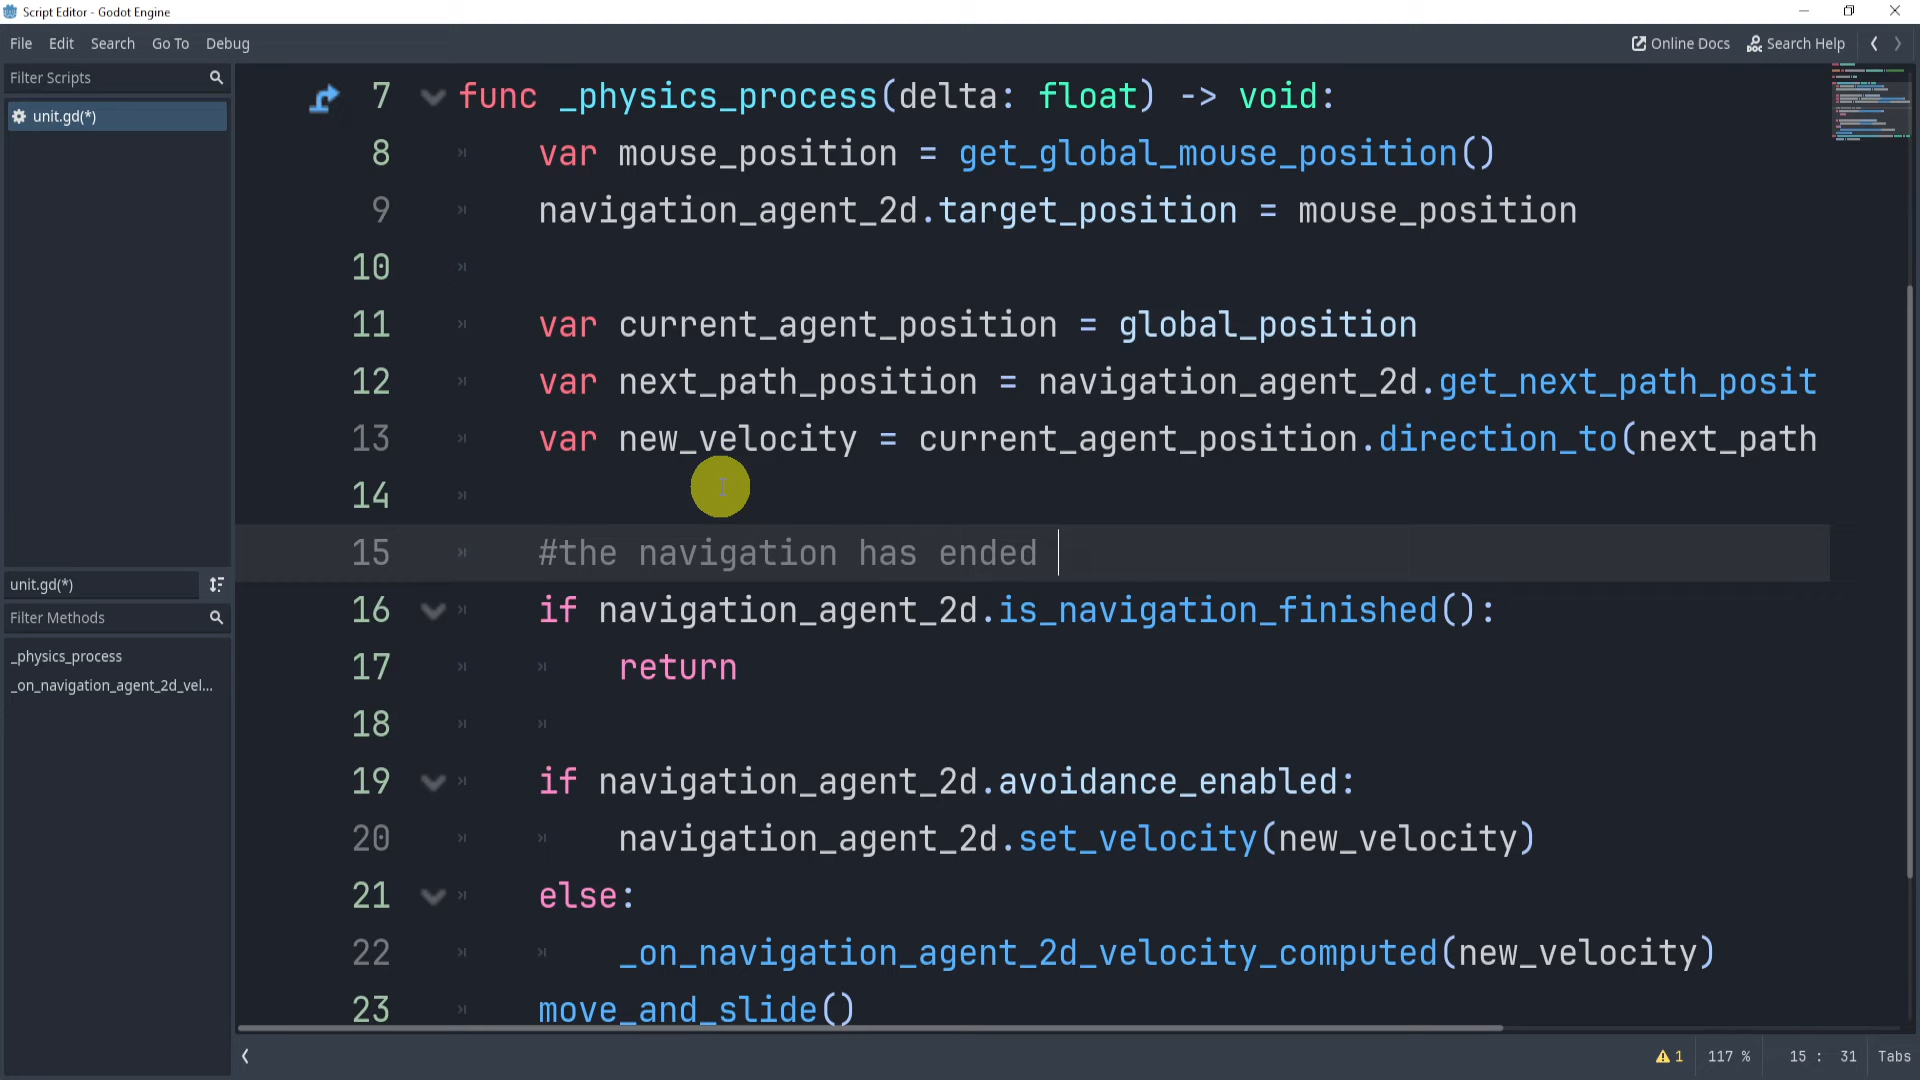 Script Editor - Godot Engine
File Edit Search Go To Debug
Online Docs Search Help
Filter Scripts
unit.gd(*)
unit.gd(*)
Filter Methods
_physics_process
_on_navigation_agent_2d_vel...
7 func _physics_process(delta: float) -> void:
8 var mouse_position = get_global_mouse_position()
9 navigation_agent_2d.target_position = mouse_position
10
11 var current_agent_position = global_position
12 var next_path_position = navigation_agent_2d.get_next_path_posit
13 var new_velocity = current_agent_position.direction_to(next_path
14
15 #the navigation has ended
16 if navigation_agent_2d.is_navigation_finished():
17 return
18
19 if navigation_agent_2d.avoidance_enabled:
20 navigation_agent_2d.set_velocity(new_velocity)
21 else:
22 _on_navigation_agent_2d_velocity_computed(new_velocity)
23 move_and_slide()
1 117 % 15 : 31 Tabs